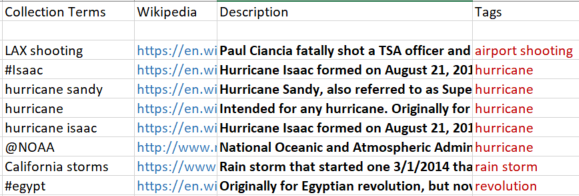 Collection Terms Wikipedia Description Tags
LAX shooting https://en.wi Paul Ciancia fatally shot a TSA officer and airport shooting
#Isaac https://en.wi Hurricane Isaac formed on August 21, 201 hurricane
hurricane sandy https://en.wi Hurricane Sandy, also referred to as Supe hurricane
hurricane https://en.wi Intended for any hurricane. Originally for hurricane
hurricane isaac https://en.wi Hurricane Isaac formed on August 21, 201 hurricane
@NOAA http://www.n National Oceanic and Atmospheric Admin hurricane
California storms https://www Rain storm that started one 3/1/2014 tha rain storm
#egypt https://en.wi Originally for Egyptian revolution, but nov revolution